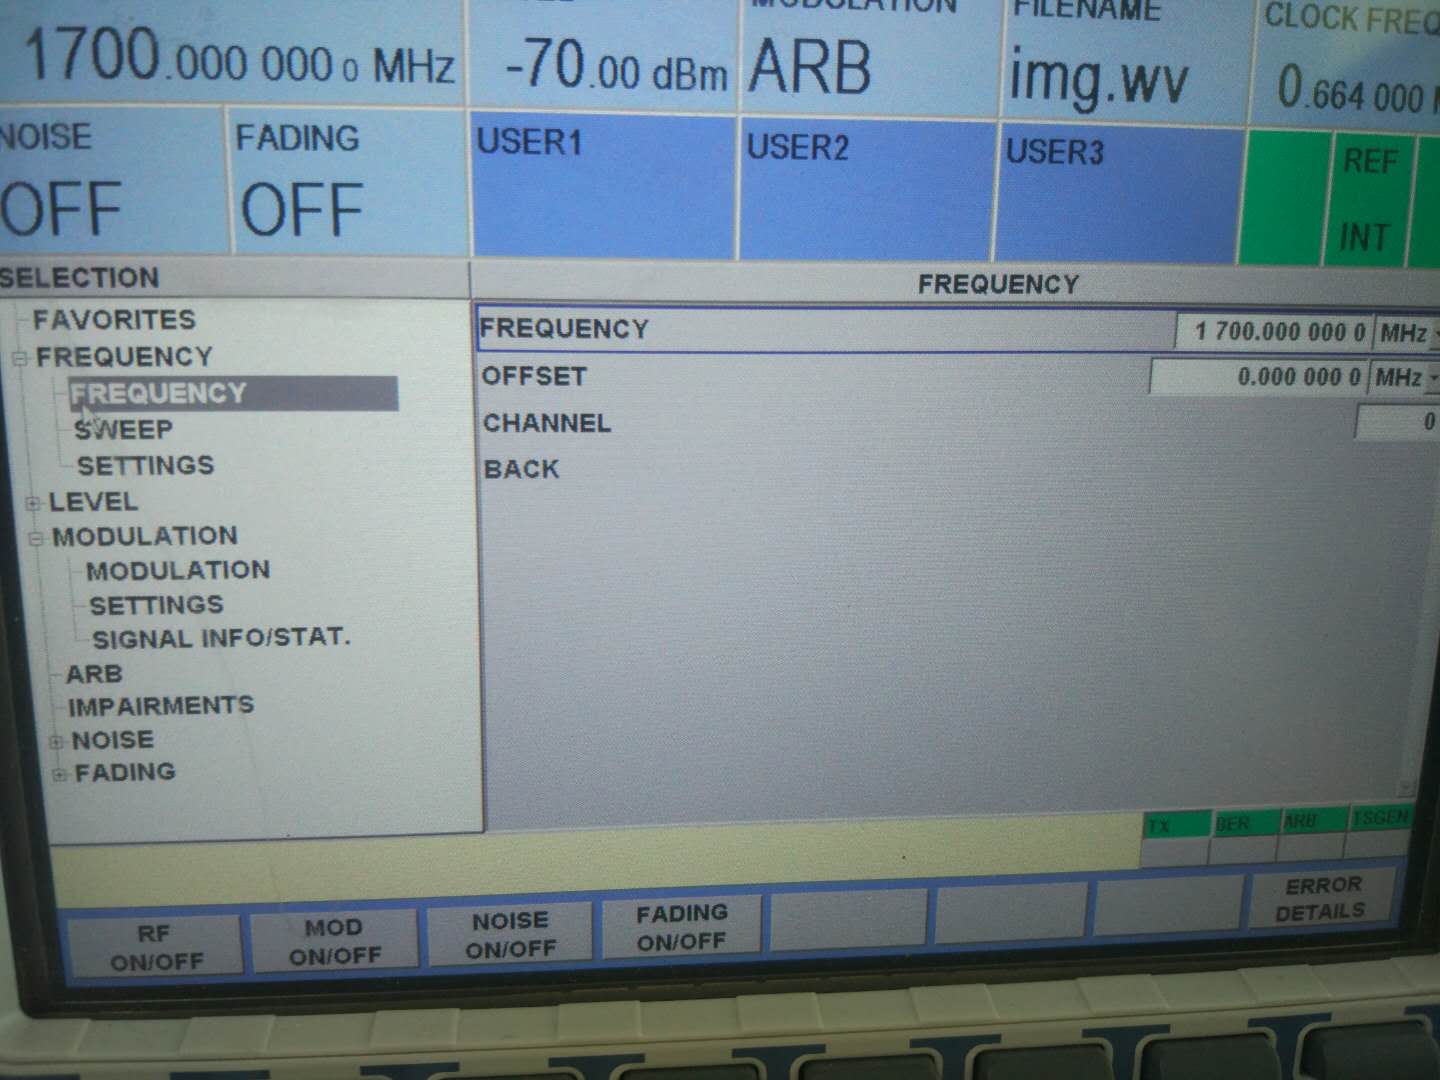 MODULATION
FILENAME
CLOCK FREQ
1700.000 000 0 MHz
-70.00 dBm
ARB
img.wv
0.664 000
NOISE
FADING
USER1
USER2
USER3
REF
OFF
OFF
INT
SELECTION
FREQUENCY
FAVORITES
FREQUENCY
FREQUENCY
SWEEP
SETTINGS
LEVEL
MODULATION
MODULATION
SETTINGS
SIGNAL INFO/STAT.
ARB
IMPAIRMENTS
NOISE
FADING
FREQUENCY 1 700.000 000 0 MHz
OFFSET 0.000 000 0 MHz
CHANNEL 0
BACK
TX BER ARB TSGEN
RF
ON/OFF
MOD
ON/OFF
NOISE
ON/OFF
FADING
ON/OFF
ERROR
DETAILS